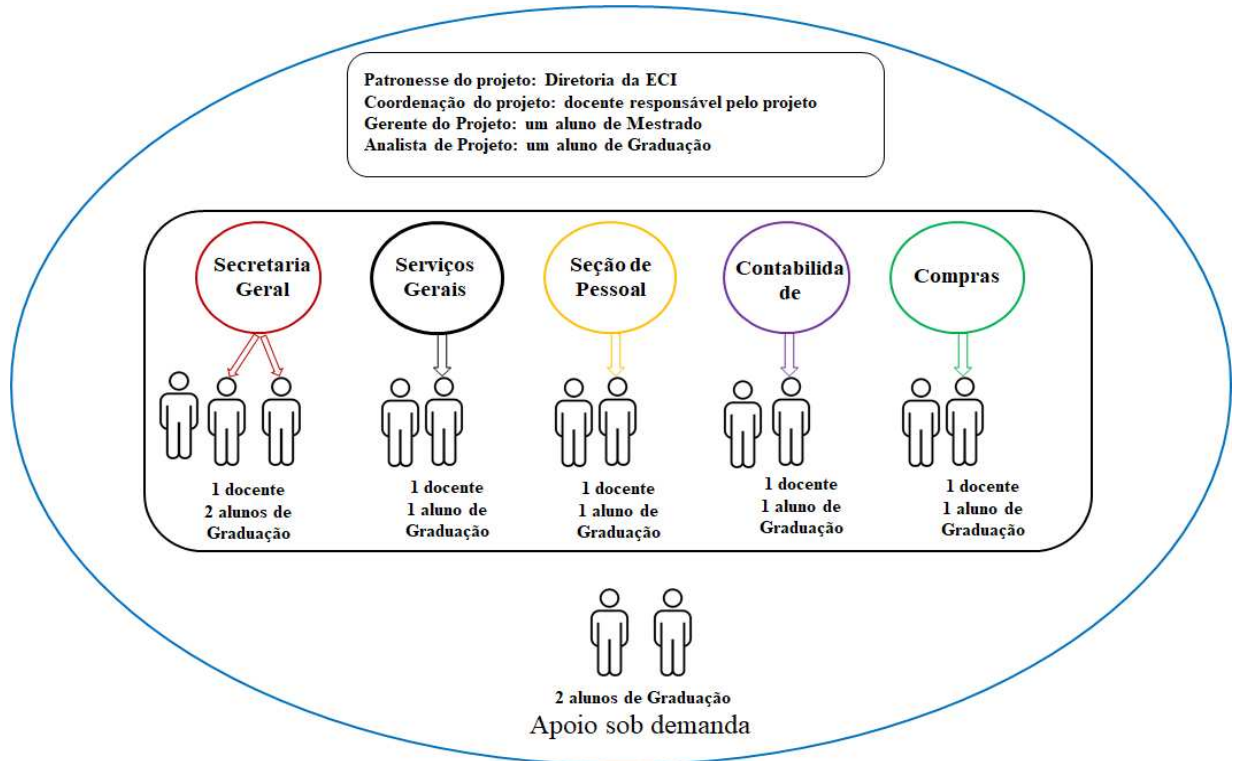 Patronesse do projeto: Diretoria da ECI
Coordenação do projeto: docente responsável pelo projeto
Gerente do Projeto: um aluno de Mestrado
Analista de Projeto: um aluno de Graduação
Secretaria
Geral
Serviços
Gerais
Seção de
Pessoal
Contabilida
de
Compras
1 docente
2 alunos de
Graduação
1 docente
1 aluno de
Graduação
1 docente
1 aluno de
Graduação
1 docente
1 aluno de
Graduação
1 docente
1 aluno de
Graduação
2 alunos de Graduação
Apoio sob demanda